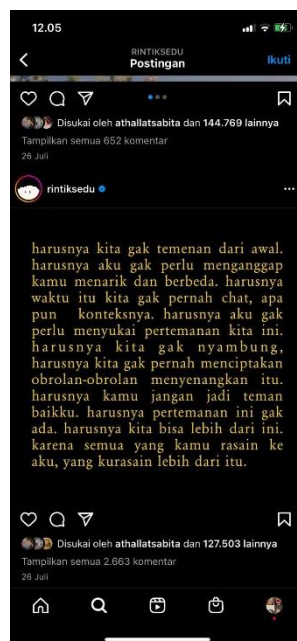 12.05
RINTIKSEDU
Postingan
Ikuti
Disukai oleh athallatsabita dan 144.769 lainnya
Tampilkan semua 652 komentar
26 Juli
rintiksedu
harusnya kita gak temenan dari awal.
harusnya aku gak perlu menganggap
kamu menarik dan berbeda. harusnya
waktu itu kita gak pernah chat, apa
pun konteksnya. harusnya aku gak
perlu menyukai pertemanan kita ini.
harusnya kita gak nyambung,
harusnya kita gak pernah menciptakan
obrolan-obrolan menyenangkan itu.
harusnya kamu jangan jadi teman
baikku. harusnya pertemanan ini gak
ada. harusnya kita bisa lebih dari ini.
karena semua yang kamu rasain ke
aku, yang kurasain lebih dari itu.
Disukai oleh athallatsabita dan 127.503 lainnya
Tampilkan semua 2.663 komentar
26 Juli